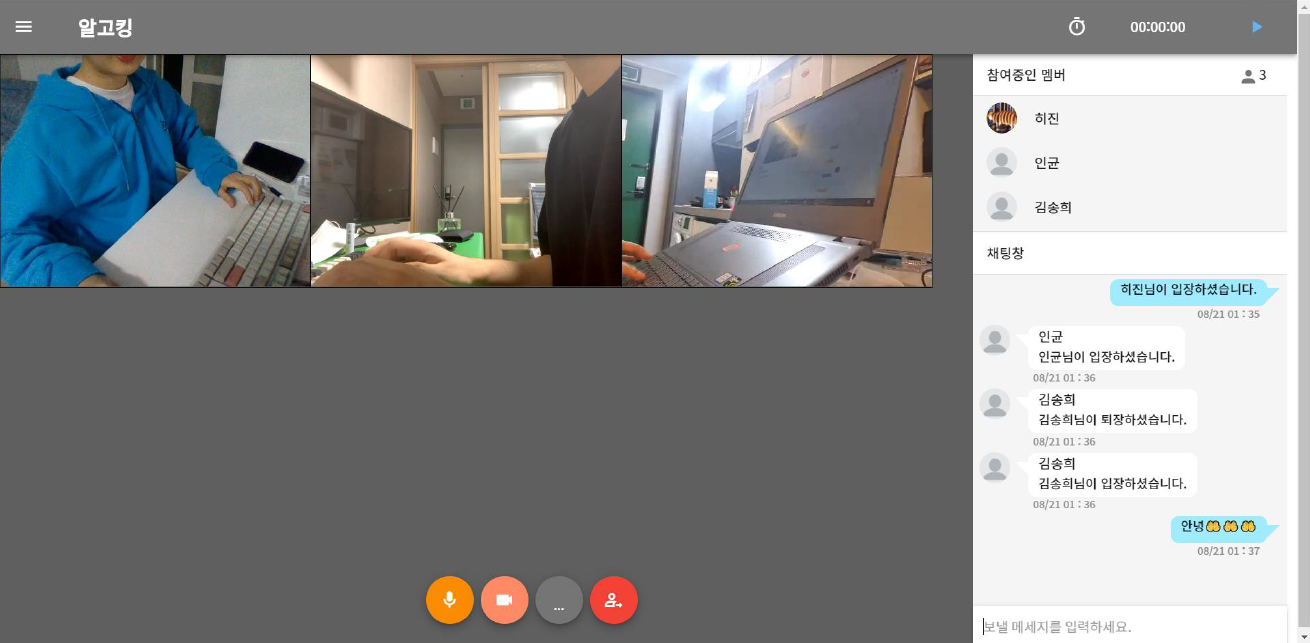 알고킹
00:00:00
참여중인 멤버
3
히진
인균
김송희
채팅창
히진님이 입장하셨습니다.
08/21 01 : 35
인균
인균님이 입장하셨습니다.
08/21 01 : 36
김송희
김송희님이 퇴장하셨습니다.
08/21 01 : 36
김송희
김송희님이 입장하셨습니다.
08/21 01 : 36
안녕🤲🤲🤲
08/21 01 : 37
...
보낼 메세지를 입력하세요.